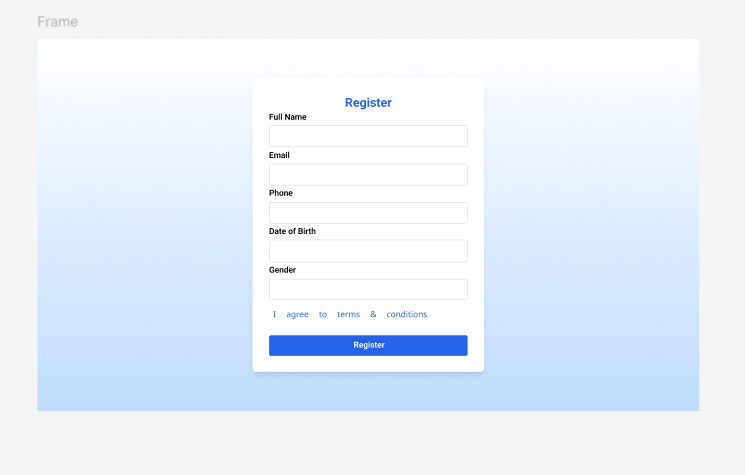 Frame
Register
Full Name
Email
Phone
Date of Birth
Gender
I agree to terms & conditions
Register